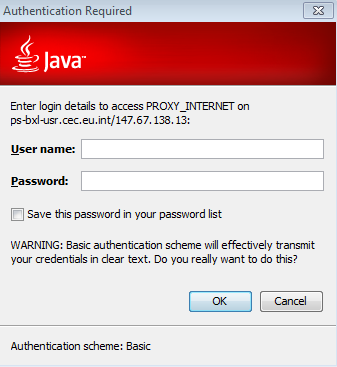 Authentication Required
Java™
Enter login details to access PROXY_INTERNET on
ps-bxl-usr.cec.eu.int/147.67.138.13:
User name:
Password:
Save this password in your password list
WARNING: Basic authentication scheme will effectively transmit
your credentials in clear text. Do you really want to do this?
OK Cancel
Authentication scheme: Basic